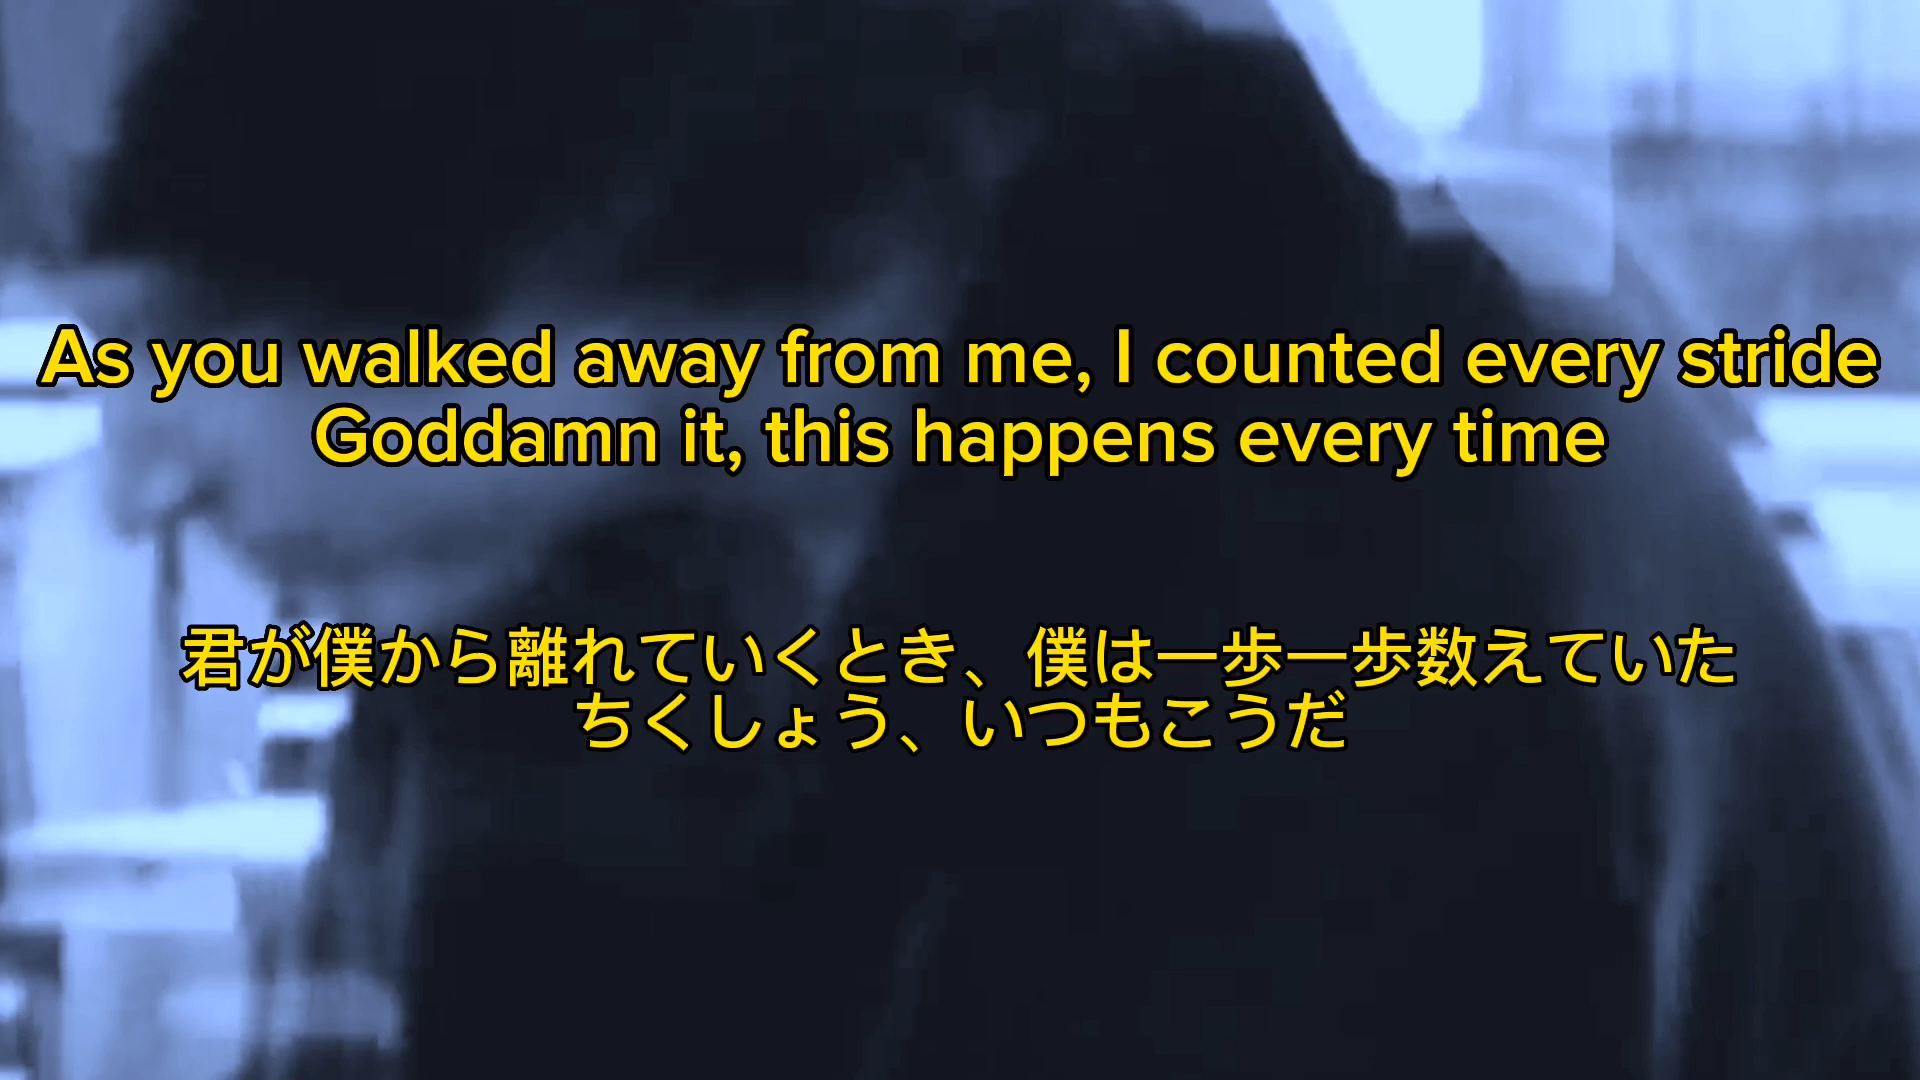 As you walked away from me, I counted every stride
Goddamn it, this happens every time
君が僕から離れていくとき、僕は一歩一歩数えていた
ちくしょう、いつもこうだ